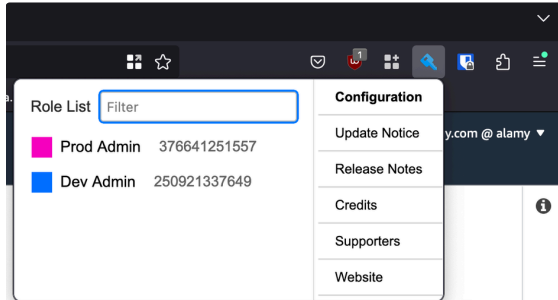 1
a.
Role List Filter
Prod Admin 376641251557
Dev Admin 250921337649
Configuration
Update Notice
Release Notes
Credits
Supporters
Website
y.com @ alamy ▼